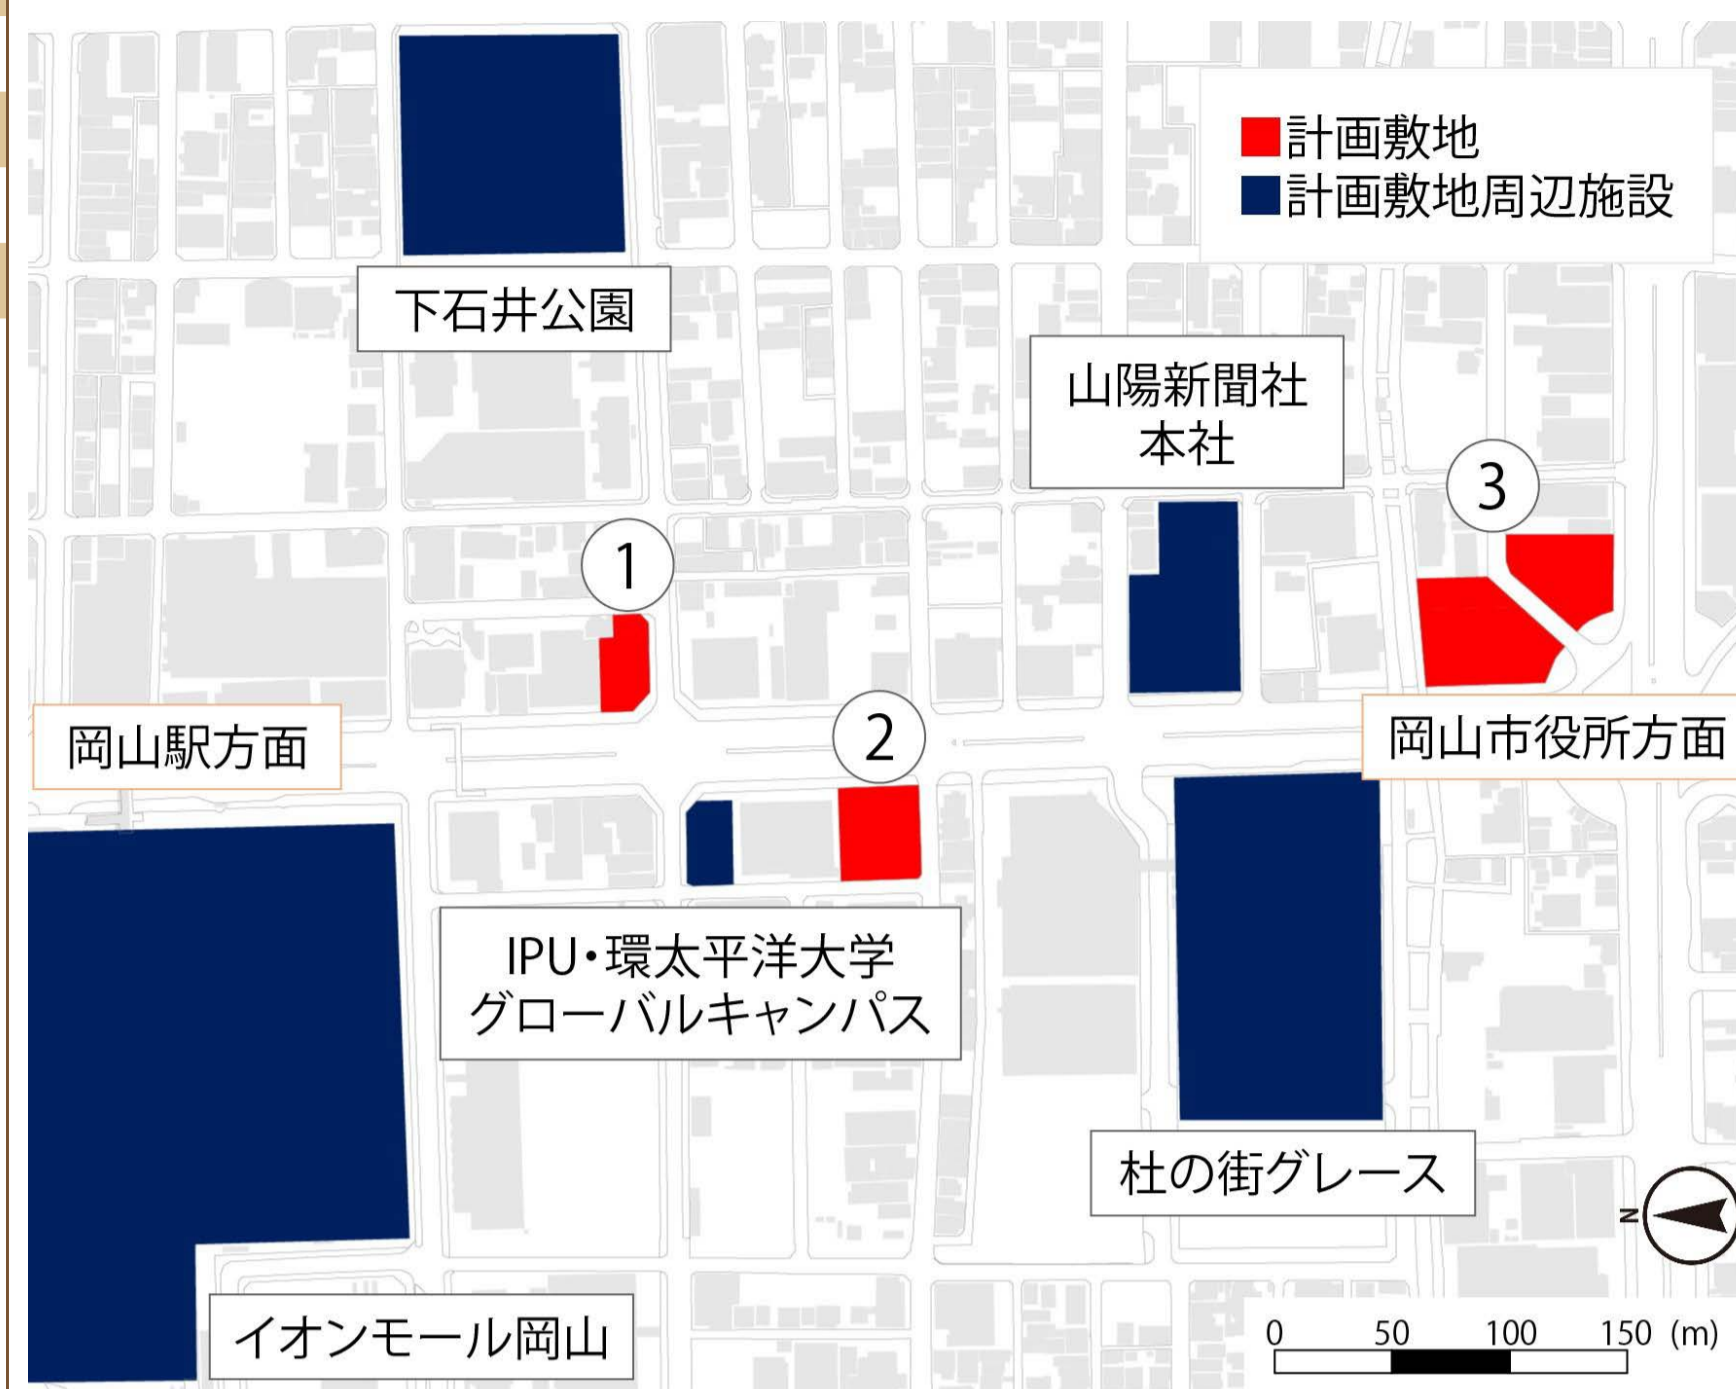 計画敷地
計画敷地周辺施設
下石井公園
山陽新聞社
本社
3
1
2
岡山駅方面
岡山市役所方面
IPU・環太平洋大学
グローバルキャンパス
杜の街グレース
N
イオンモール岡山
0 50 100 150 (m)